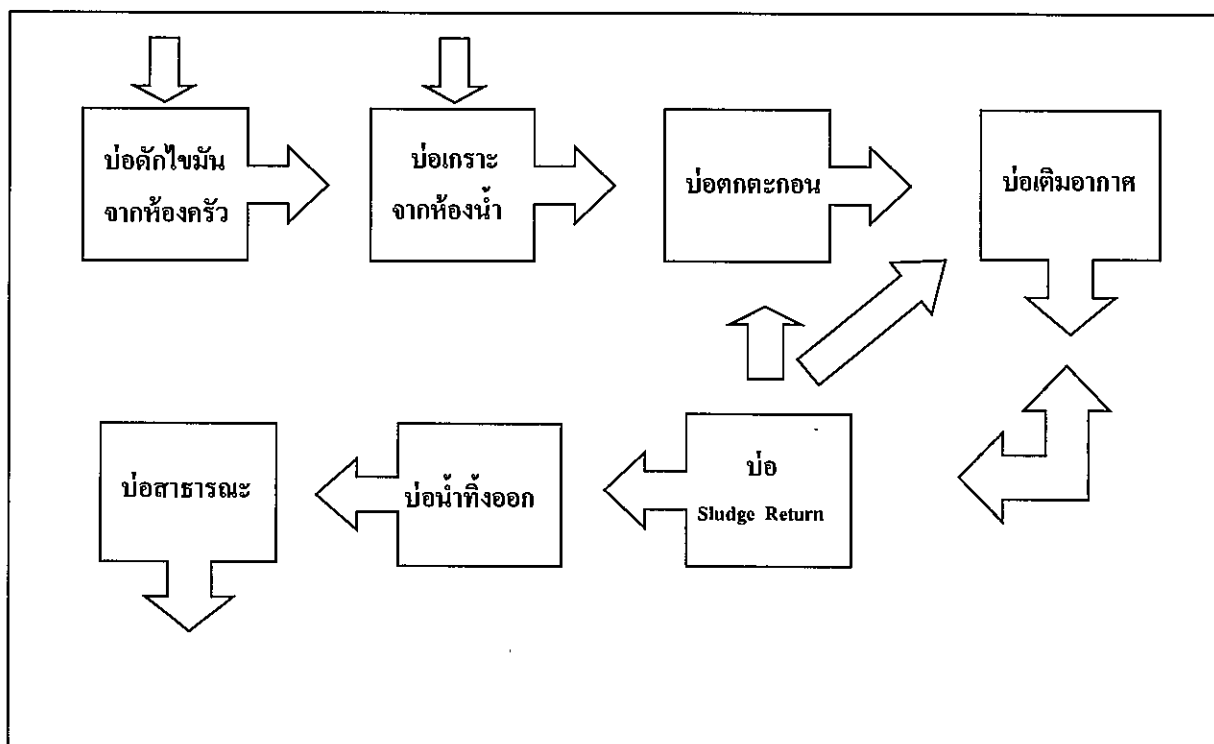 บ่อดักไขมัน
จากห้องครัว
บ่อเกราะ
จากห้องน้ำ
บ่อตกตะกอน
บ่อเติมอากาศ
บ่อสาธารณะ
บ่อน้ำทิ้งออก
บ่อ
Sludge Return